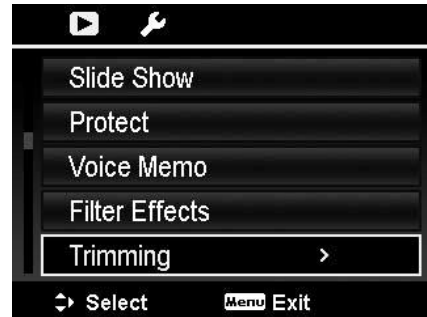 Slide Show
Protect
Voice Memo
Filter Effects
Trimming >
Select Menu Exit